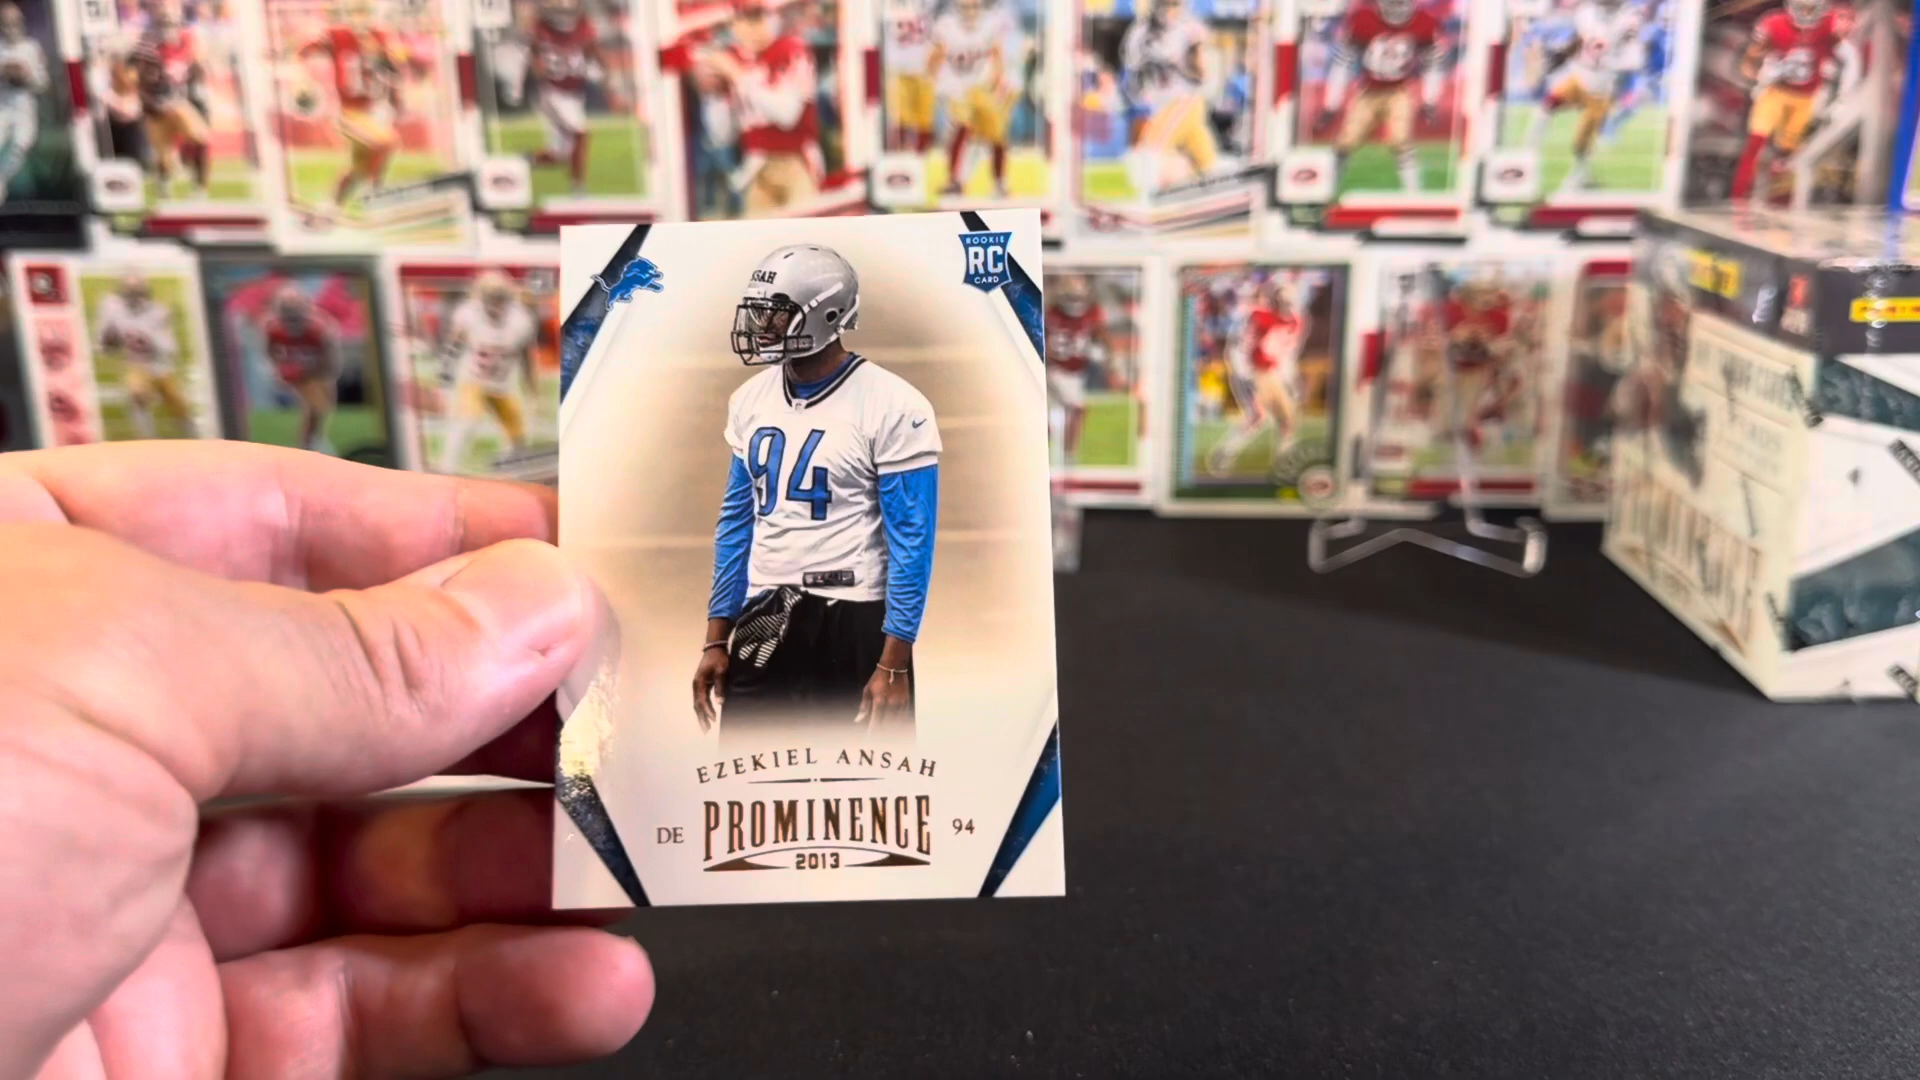 ROOKIE
RC
CARD
ANSAH
94
EZEKIEL ANSAH
DE PROMINENCE 94
2013